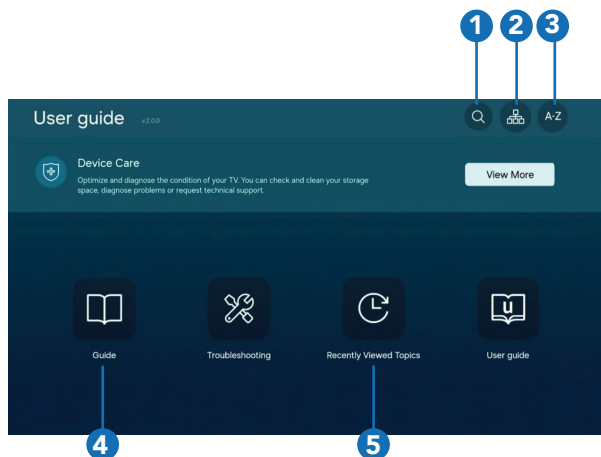 1 2 3
User guide v2.0.0
A-Z
Device Care
Optimize and diagnose the condition of your TV. You can check and clean your storage
space, diagnose problems or request technical support.
View More
u
Guide
Troubleshooting
Recently Viewed Topics
User guide
4 5